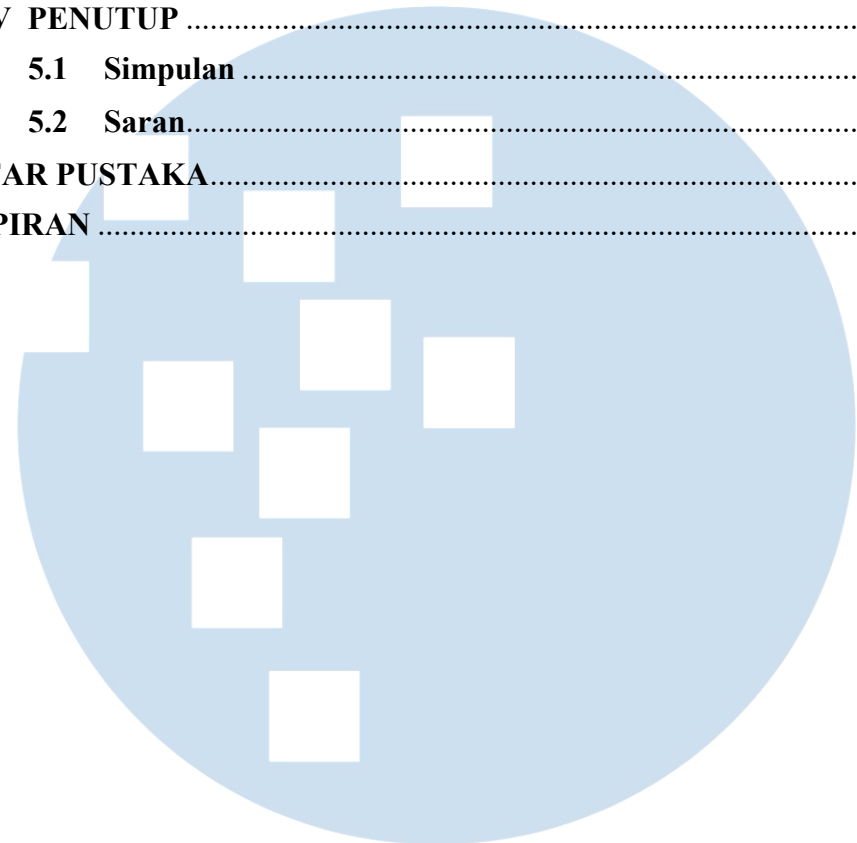 V PENUTUP ....................................................................................
5.1 Simpulan .............................................................................
5.2 Saran....................................................................................
AR PUSTAKA.................................................................................
PIRAN ...............................................................................................